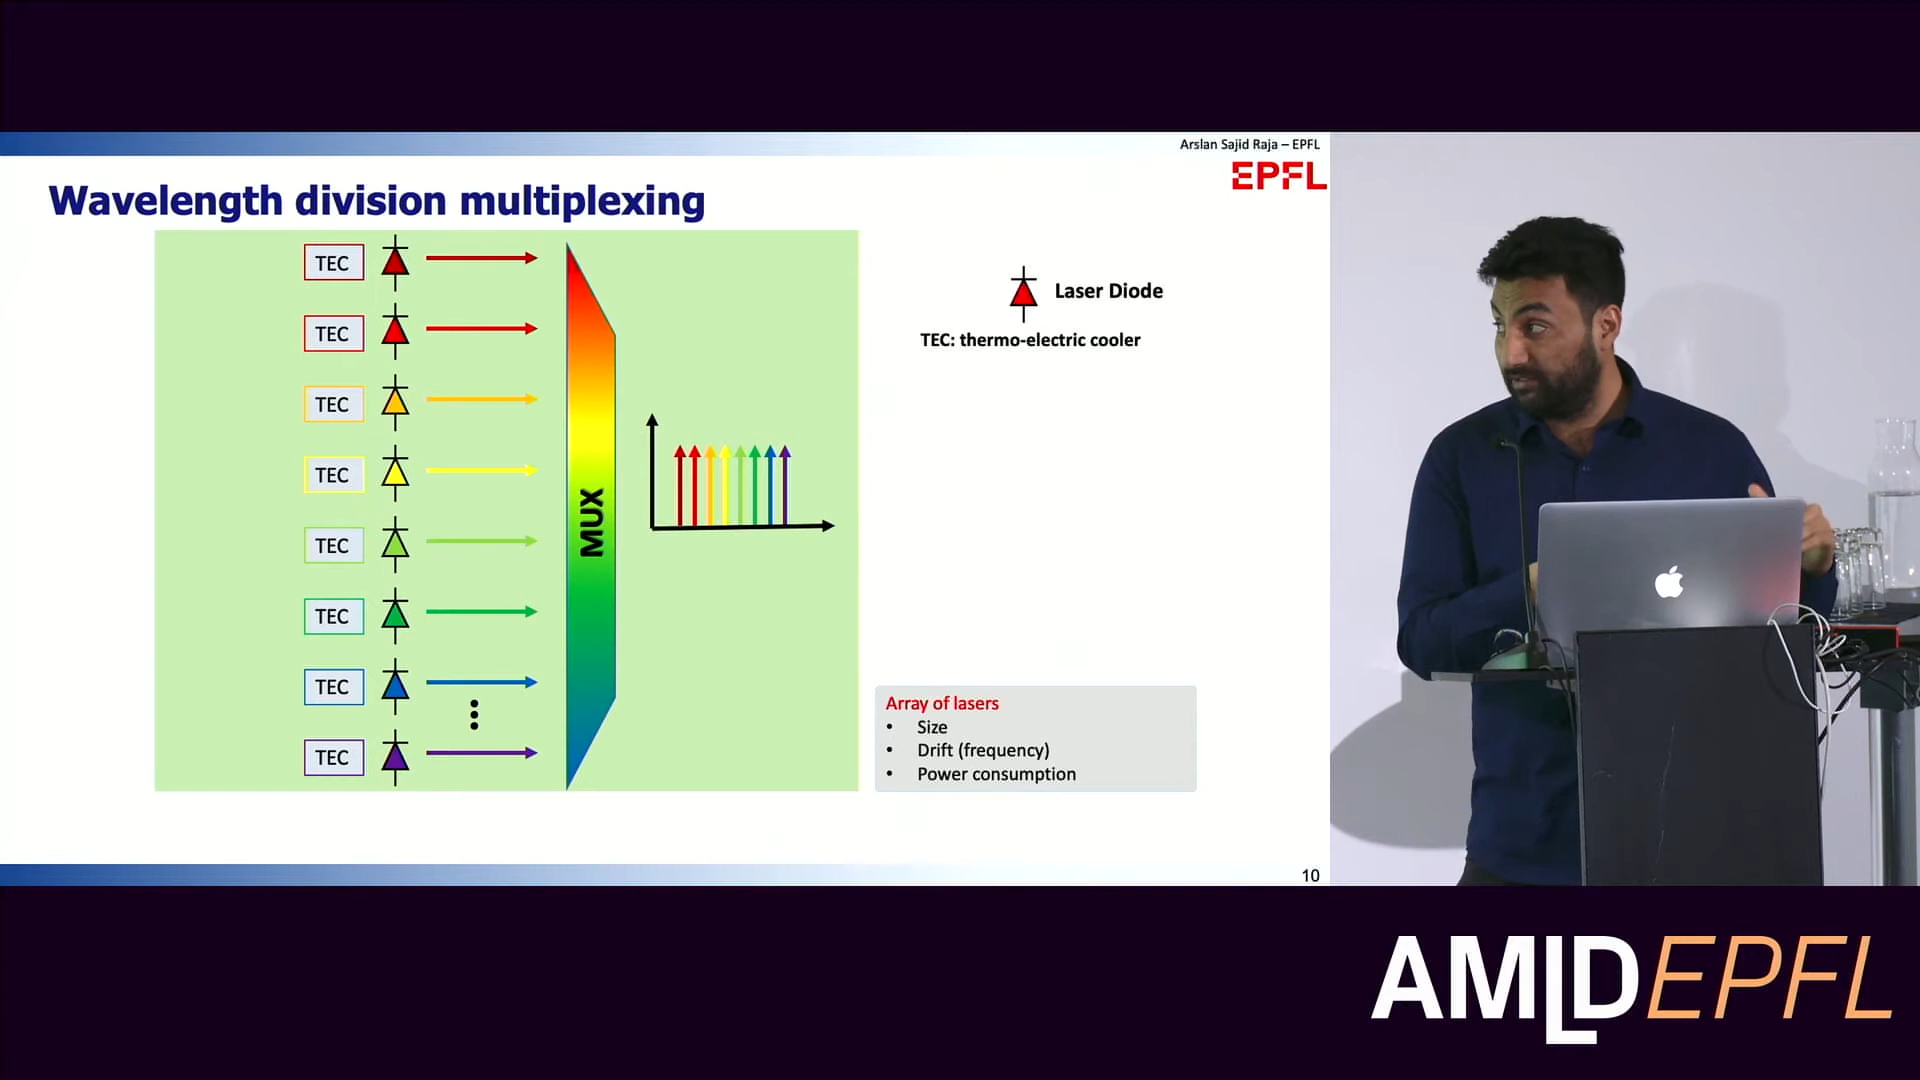 Arslan Sajid Raja – EPFL
EPFL
Wavelength division multiplexing
TEC
TEC
TEC
TEC
TEC
TEC
TEC
TEC
MUX
Laser Diode
TEC: thermo-electric cooler
Array of lasers
• Size
• Drift (frequency)
• Power consumption
10
AMLD EPFL